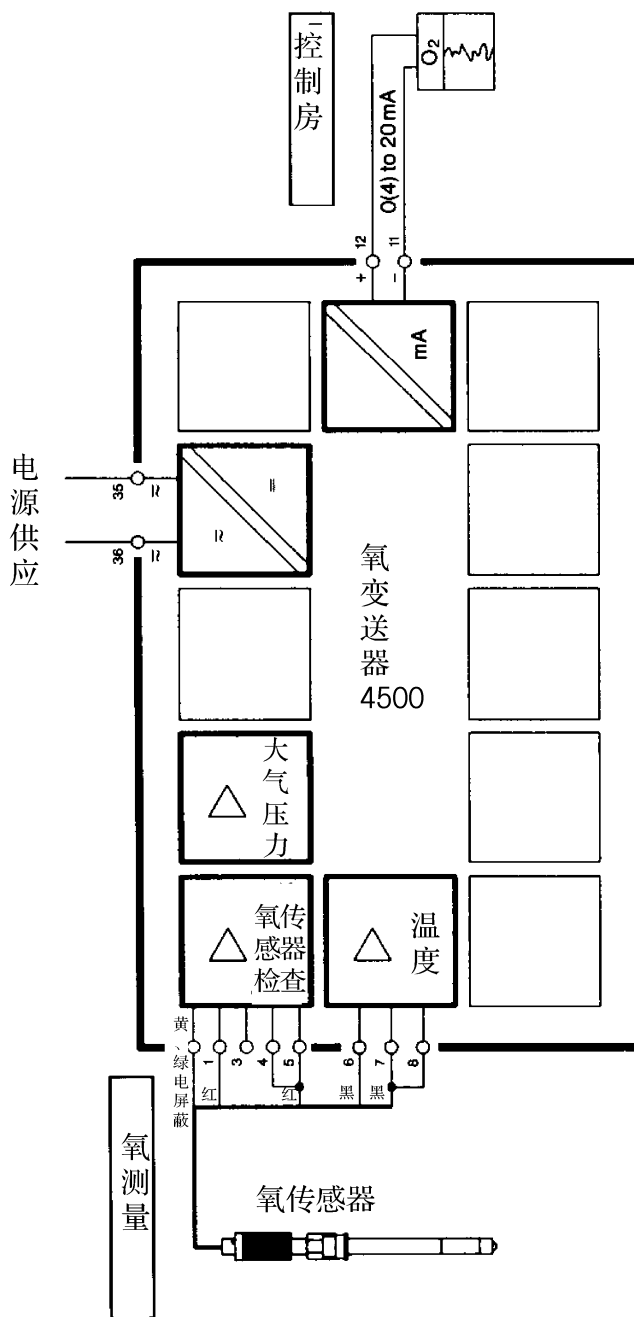 控制房
O2
0(4) to 20mA
12
11
+
-
mA
电源供应
35
≂
36
≂
=
≂
氧变送器
4500
大气压力
氧传感器检查
温度
黄、绿电屏蔽
1
3
4
5
6
7
8
红
红
黑
黑
氧测量
氧传感器